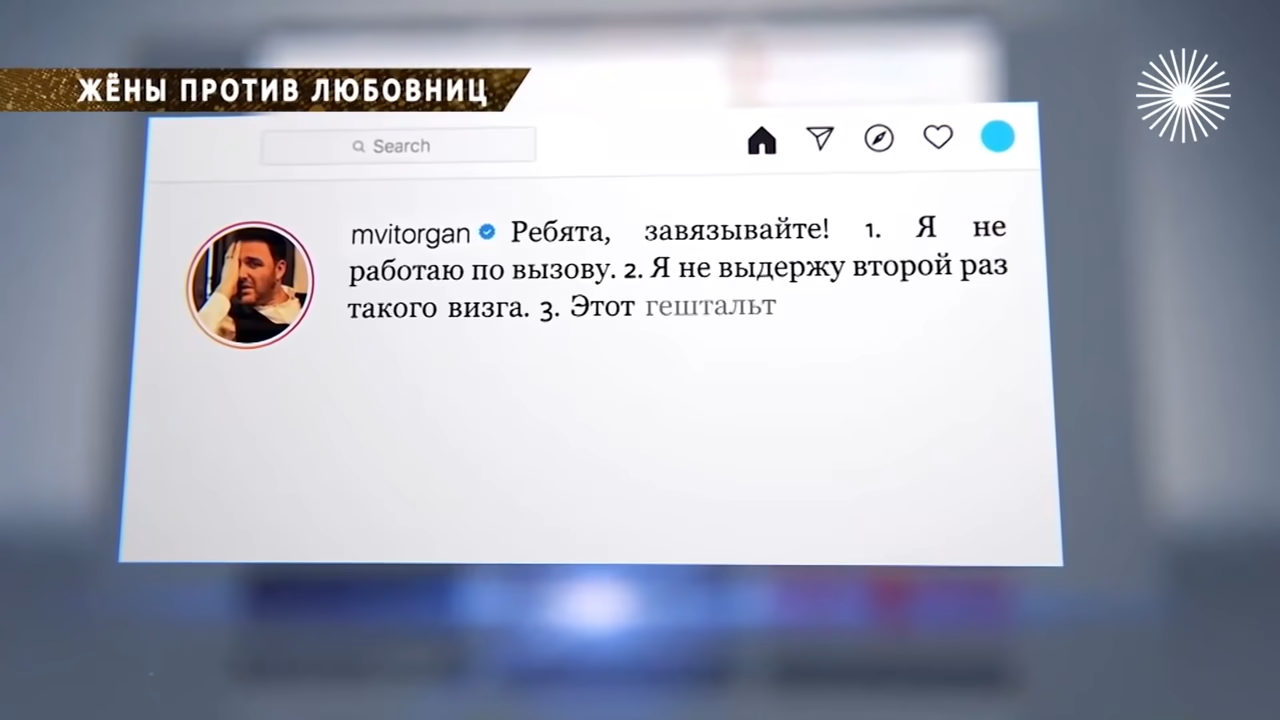 ЖЁНЫ ПРОТИВ ЛЮБОВНИЦ
Search
mvitorgan Ребята, завязывайте! 1. Я не
работаю по вызову. 2. Я не выдержу второй раз
такого визга. 3. Этот гештальт